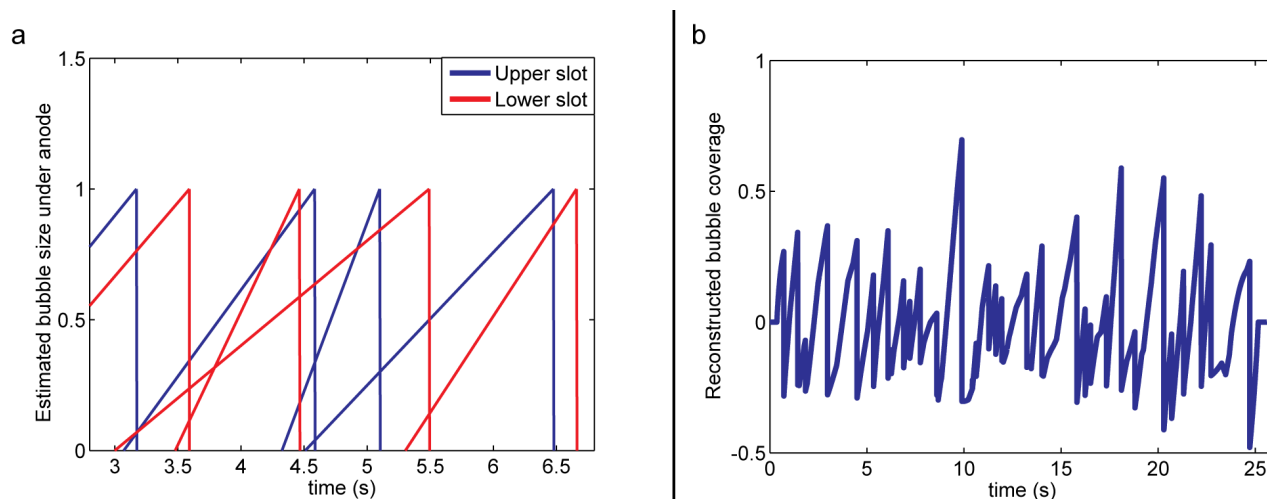 a
Estimated bubble size under anode
1.5
1
0.5
0
Upper slot
Lower slot
3
3.5
4
4.5
5
5.5
6
6.5
time (s)
b
Reconstructed bubble coverage
1
0.5
0
-0.5
0
5
10
15
20
25
time (s)